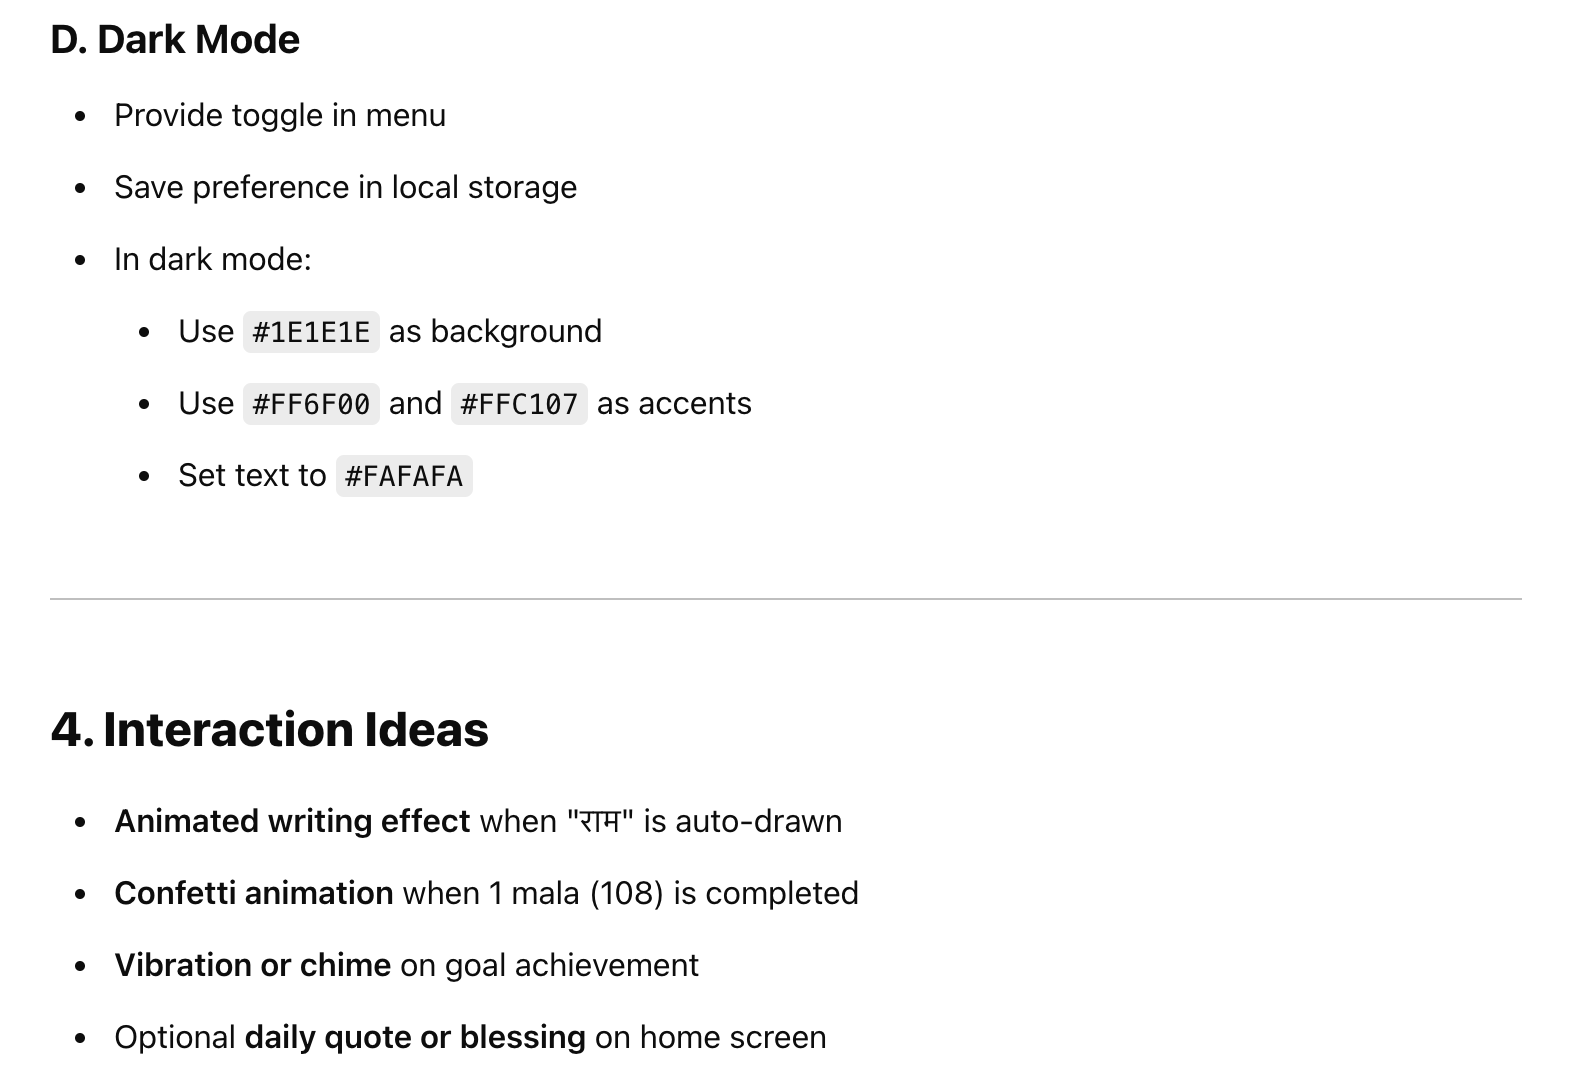 D. Dark Mode
• Provide toggle in menu
• Save preference in local storage
• In dark mode:
• Use #1E1E1E as background
• Use #FF6F00 and #FFC107 as accents
• Set text to #FAFAFA
4. Interaction Ideas
• Animated writing effect when "राम" is auto-drawn
• Confetti animation when 1 mala (108) is completed
• Vibration or chime on goal achievement
• Optional daily quote or blessing on home screen